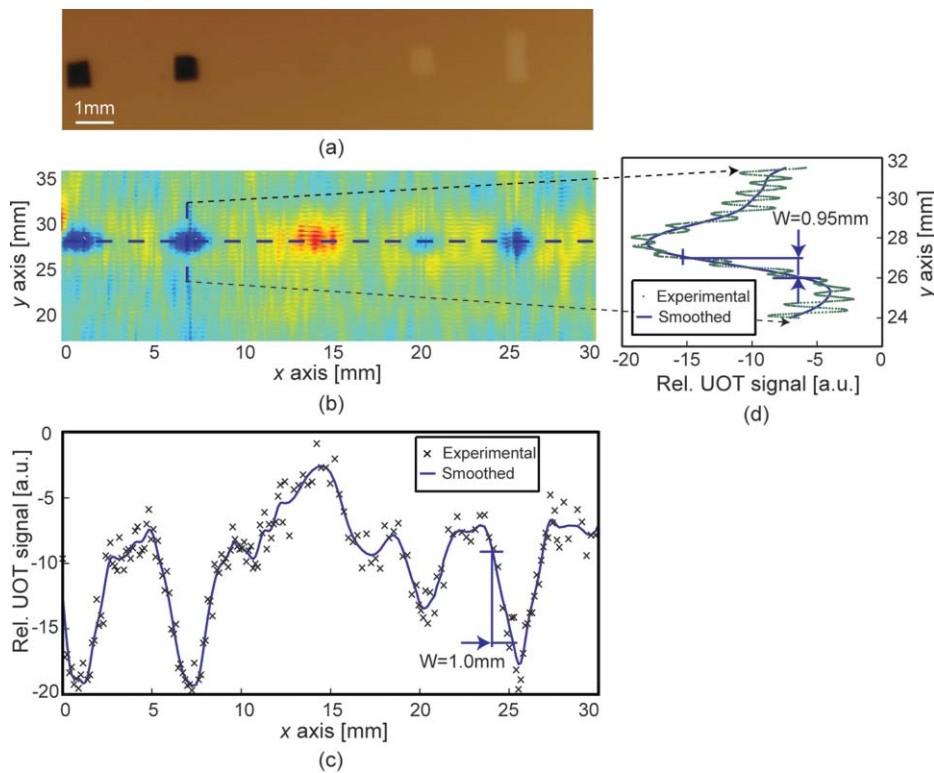 1mm
(a)
35
30
25
20
y axis [mm]
0 5 10 15 20 25 30
x axis [mm]
(b)
32
31
30
28
26
24
y axis [mm]
W=0.95mm
Experimental
Smoothed
-20 -15 -10 -5 0
Rel. UOT signal [a.u.]
(d)
0
-5
-10
-15
-20
Rel. UOT signal [a.u.]
Experimental
Smoothed
W=1.0mm
0 5 10 15 20 25 30
x axis [mm]
(c)